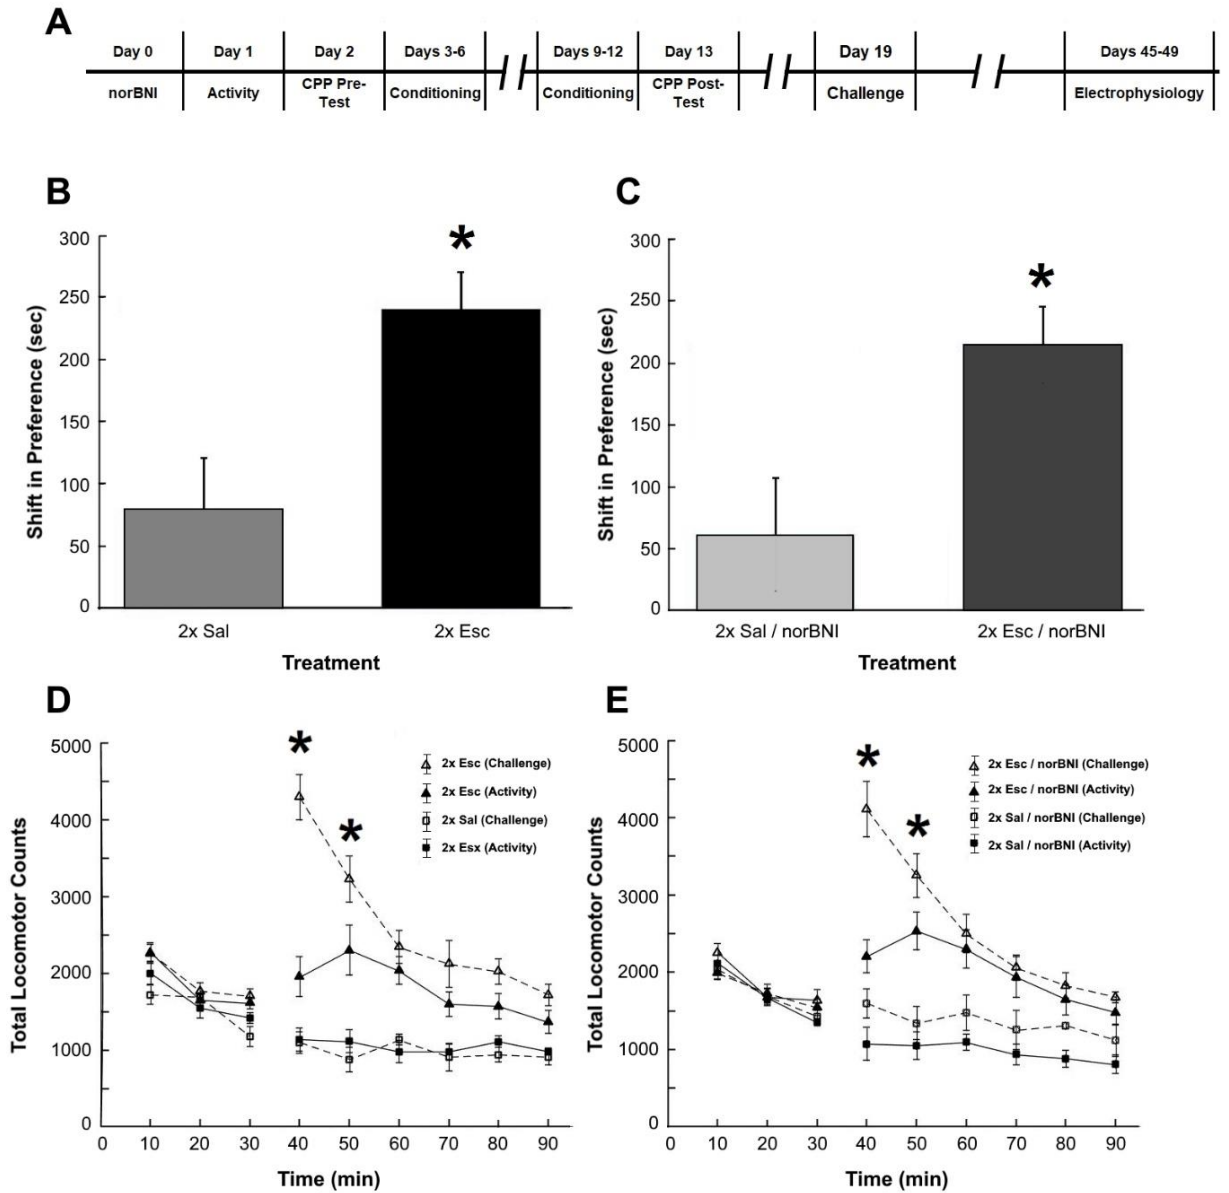 A
Day 0
Day 1
Day 2
Days 3-6
Days 9-12
Day 13
Day 19
Days 45-49
norBNI
Activity
CPP Pre-
Test
Conditioning
Conditioning
CPP Post-
Test
Challenge
Electrophysiology
B
300
250
200
150
100
50
0
Shift in Preference (sec)
*
2x Sal
2x Esc
Treatment
C
300
250
200
150
100
50
0
Shift in Preference (sec)
*
2x Sal / norBNI
2x Esc / norBNI
Treatment
D
5000
4000
3000
2000
1000
0
Total Locomotor Counts
*
*
2x Esc (Challenge)
2x Esc (Activity)
2x Sal (Challenge)
2x Esx (Activity)
0 10 20 30 40 50 60 70 80 90
Time (min)
E
5000
4000
3000
2000
1000
0
Total Locomotor Counts
*
*
2x Esc / norBNI (Challenge)
2x Esc / norBNI (Activity)
2x Sal / norBNI (Challenge)
2x Sal / norBNI (Activity)
0 10 20 30 40 50 60 70 80 90
Time (min)